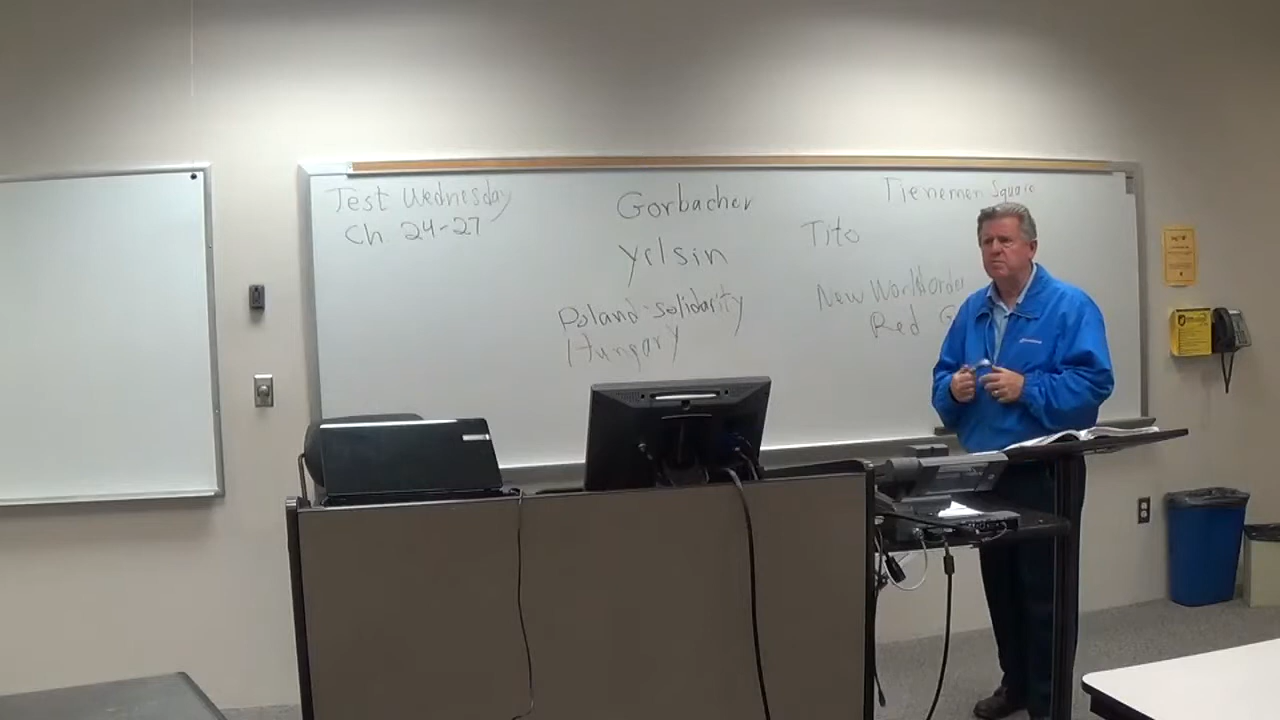 Test Wednesday
Ch 24-27
Gorbachev
Yelsin
Poland-solidarity
Hungary
Tienemen Square
Tito
New World order
Red